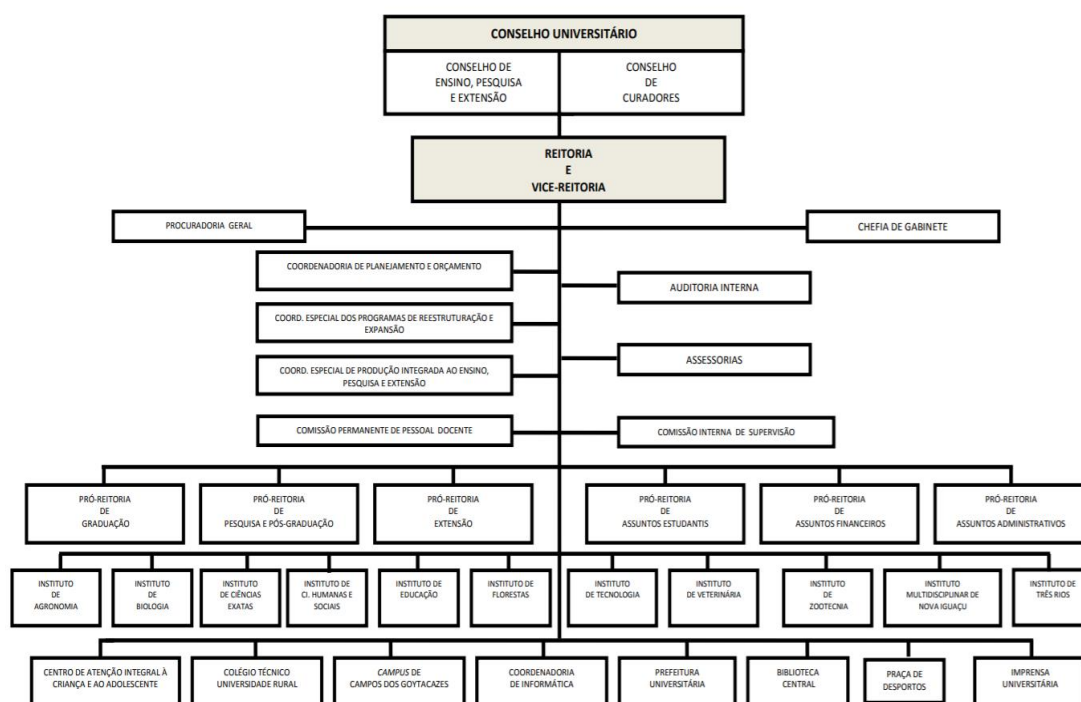 CONSELHO UNIVERSITÁRIO
CONSELHO DE
ENSINO, PESQUISA
E EXTENSÃO
CONSELHO
DE
CURADORES
REITORIA
E
VICE-REITORIA
PROCURADORIA GERAL
CHEFIA DE GABINETE
COORDENADORIA DE PLANEJAMENTO E ORÇAMENTO
AUDITORIA INTERNA
COORD. ESPECIAL DOS PROGRAMAS DE REESTRUTURAÇÃO E
EXPANSÃO
ASSESSORIAS
COORD. ESPECIAL DE PRODUÇÃO INTEGRADA AO ENSINO,
PESQUISA E EXTENSÃO
COMISSÃO PERMANENTE DE PESSOAL DOCENTE
COMISSÃO INTERNA DE SUPERVISÃO
PRÓ-REITORIA
DE
GRADUAÇÃO
PRÓ-REITORIA
DE
PESQUISA E PÓS-GRADUAÇÃO
PRÓ-REITORIA
DE
EXTENSÃO
PRÓ-REITORIA
DE
ASSUNTOS ESTUDANTIS
PRÓ-REITORIA
DE
ASSUNTOS FINANCEIROS
PRÓ-REITORIA
DE
ASSUNTOS ADMINISTRATIVOS
INSTITUTO
DE
AGRONOMIA
INSTITUTO
DE
BIOLOGIA
INSTITUTO
DE CIÊNCIAS
EXATAS
INSTITUTO DE
CI. HUMANAS E
SOCIAIS
INSTITUTO DE
EDUCAÇÃO
INSTITUTO DE
FLORESTAS
INSTITUTO
DE TECNOLOGIA
INSTITUTO
DE VETERINÁRIA
INSTITUTO
DE
ZOOTECNIA
INSTITUTO
MULTIDISCIPLINAR DE
NOVA IGUAÇU
INSTITUTO DE
TRÊS RIOS
CENTRO DE ATENÇÃO INTEGRAL À
CRIANÇA E AO ADOLESCENTE
COLÉGIO TÉCNICO
UNIVERSIDADE RURAL
CAMPUS DE
CAMPOS DOS GOYTACAZES
COORDENADORIA
DE INFORMÁTICA
PREFEITURA
UNIVERSITÁRIA
BIBLIOTECA
CENTRAL
PRAÇA DE
DESPORTOS
IMPRENSA
UNIVERSITÁRIA